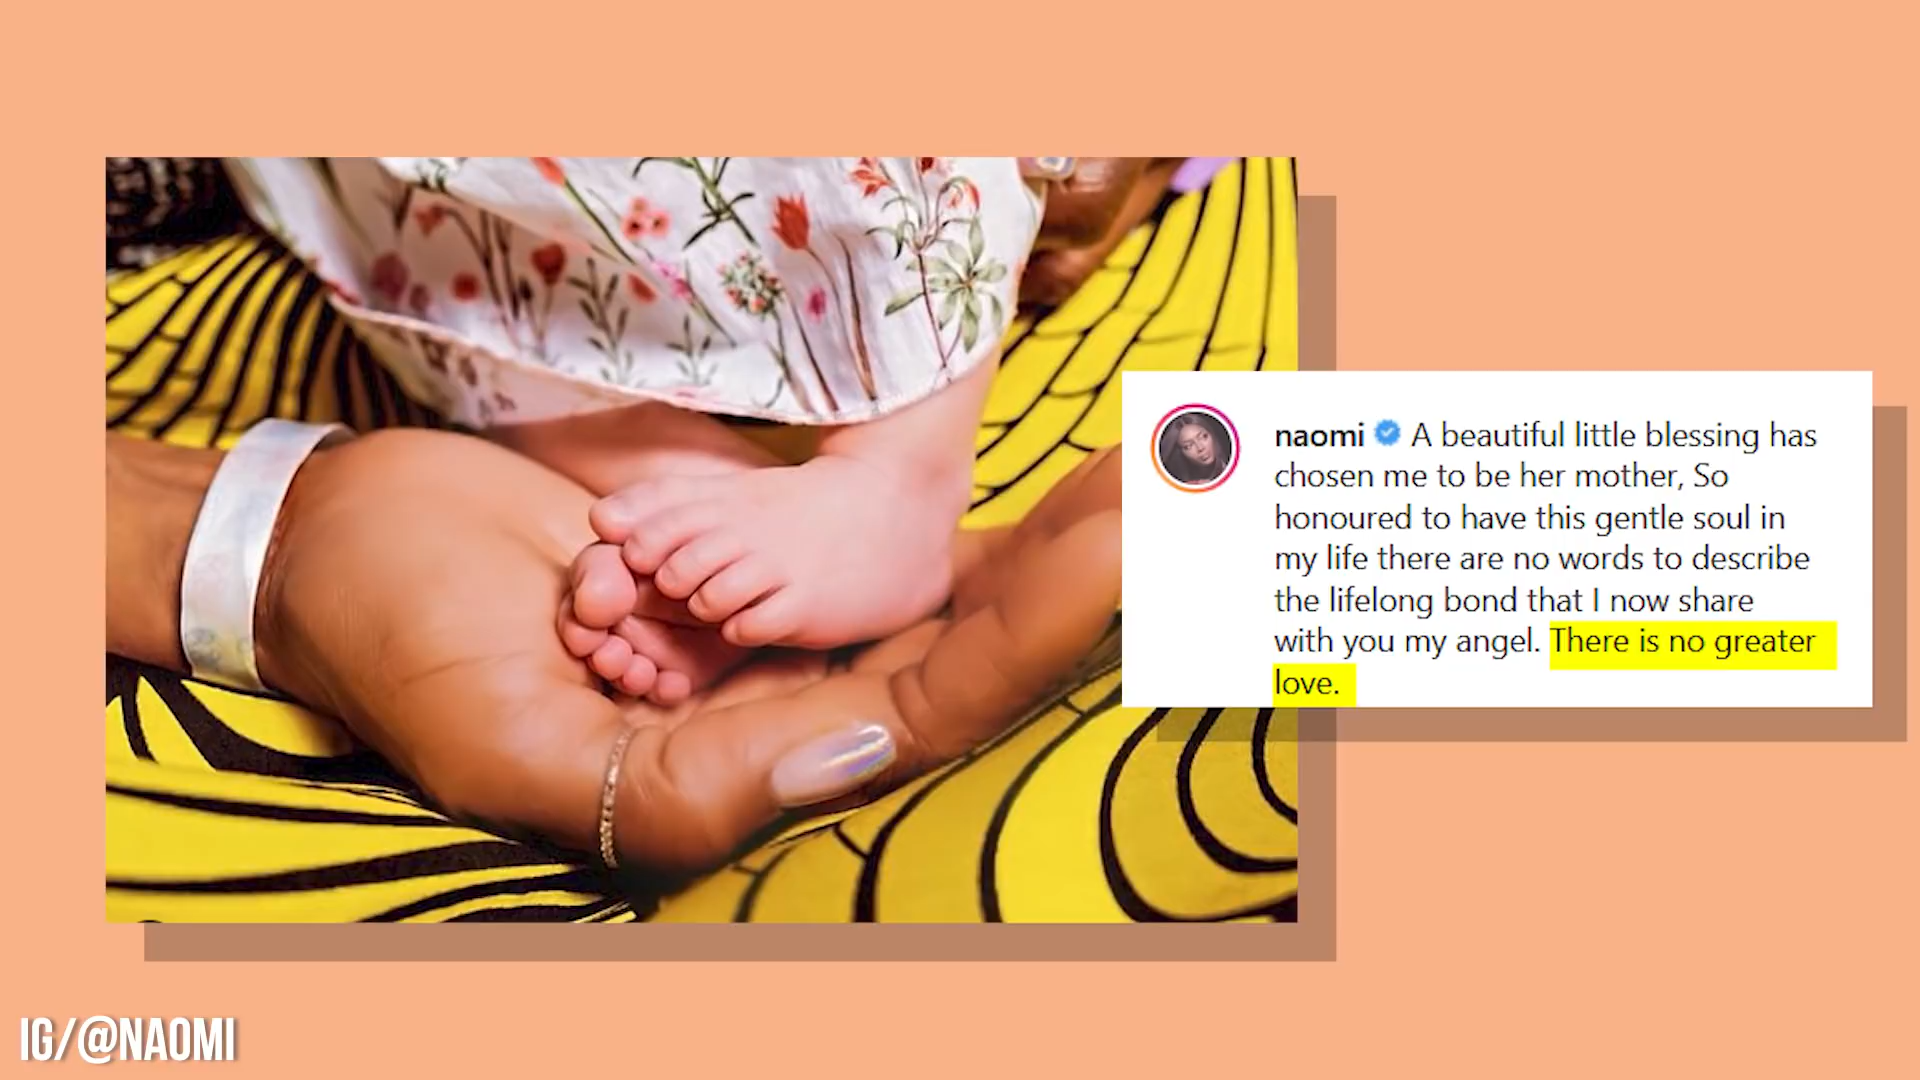 naomi A beautiful little blessing has
chosen me to be her mother, So
honoured to have this gentle soul in
my life there are no words to describe
the lifelong bond that I now share
with you my angel. There is no greater
love.
IG/@NAOMI